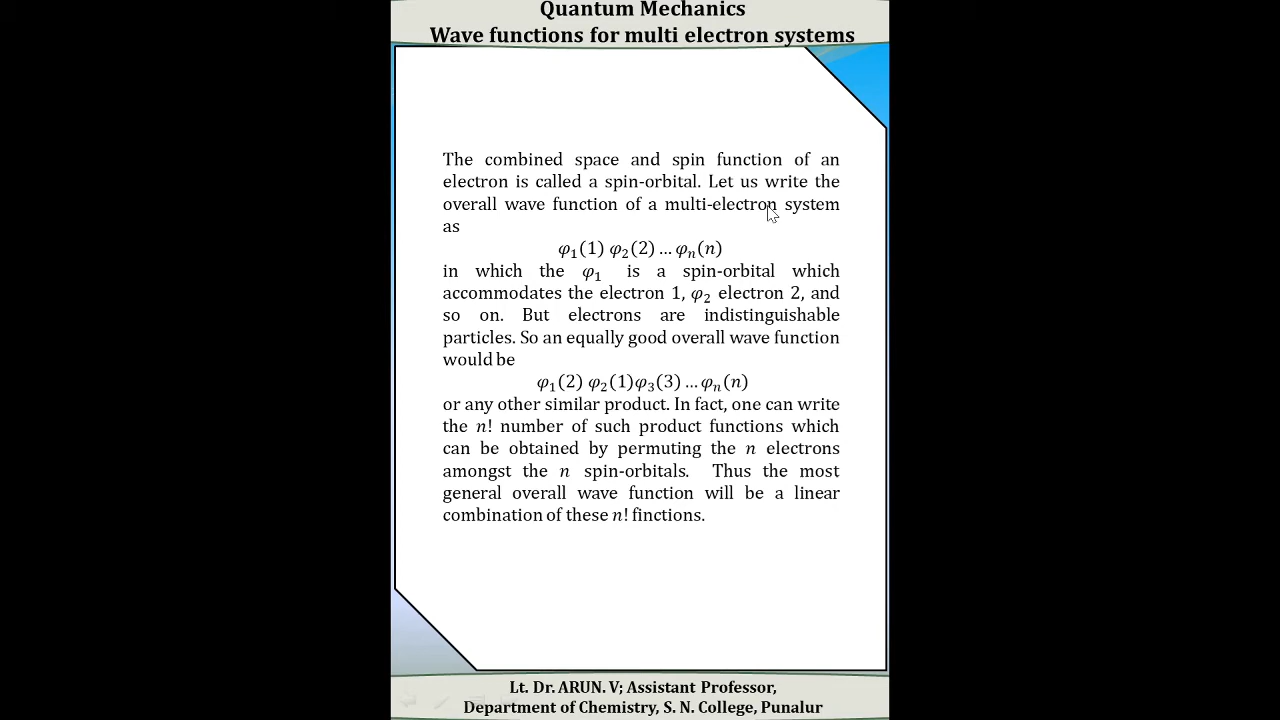 Quantum Mechanics
Wave functions for multi electron systems
The combined space and spin function of an
electron is called a spin-orbital. Let us write the
overall wave function of a multi-electron system
as
φ₁(1) φ₂(2) … φₙ(n)
in which the φ₁ is a spin-orbital which
accommodates the electron 1, φ₂ electron 2, and
so on. But electrons are indistinguishable
particles. So an equally good overall wave function
would be
φ₁(2) φ₂(1)φ₃(3) … φₙ(n)
or any other similar product. In fact, one can write
the n! number of such product functions which
can be obtained by permuting the n electrons
amongst the n spin-orbitals. Thus the most
general overall wave function will be a linear
combination of these n! finctions.
Lt. Dr. ARUN. V; Assistant Professor,
Department of Chemistry, S. N. College, Punalur